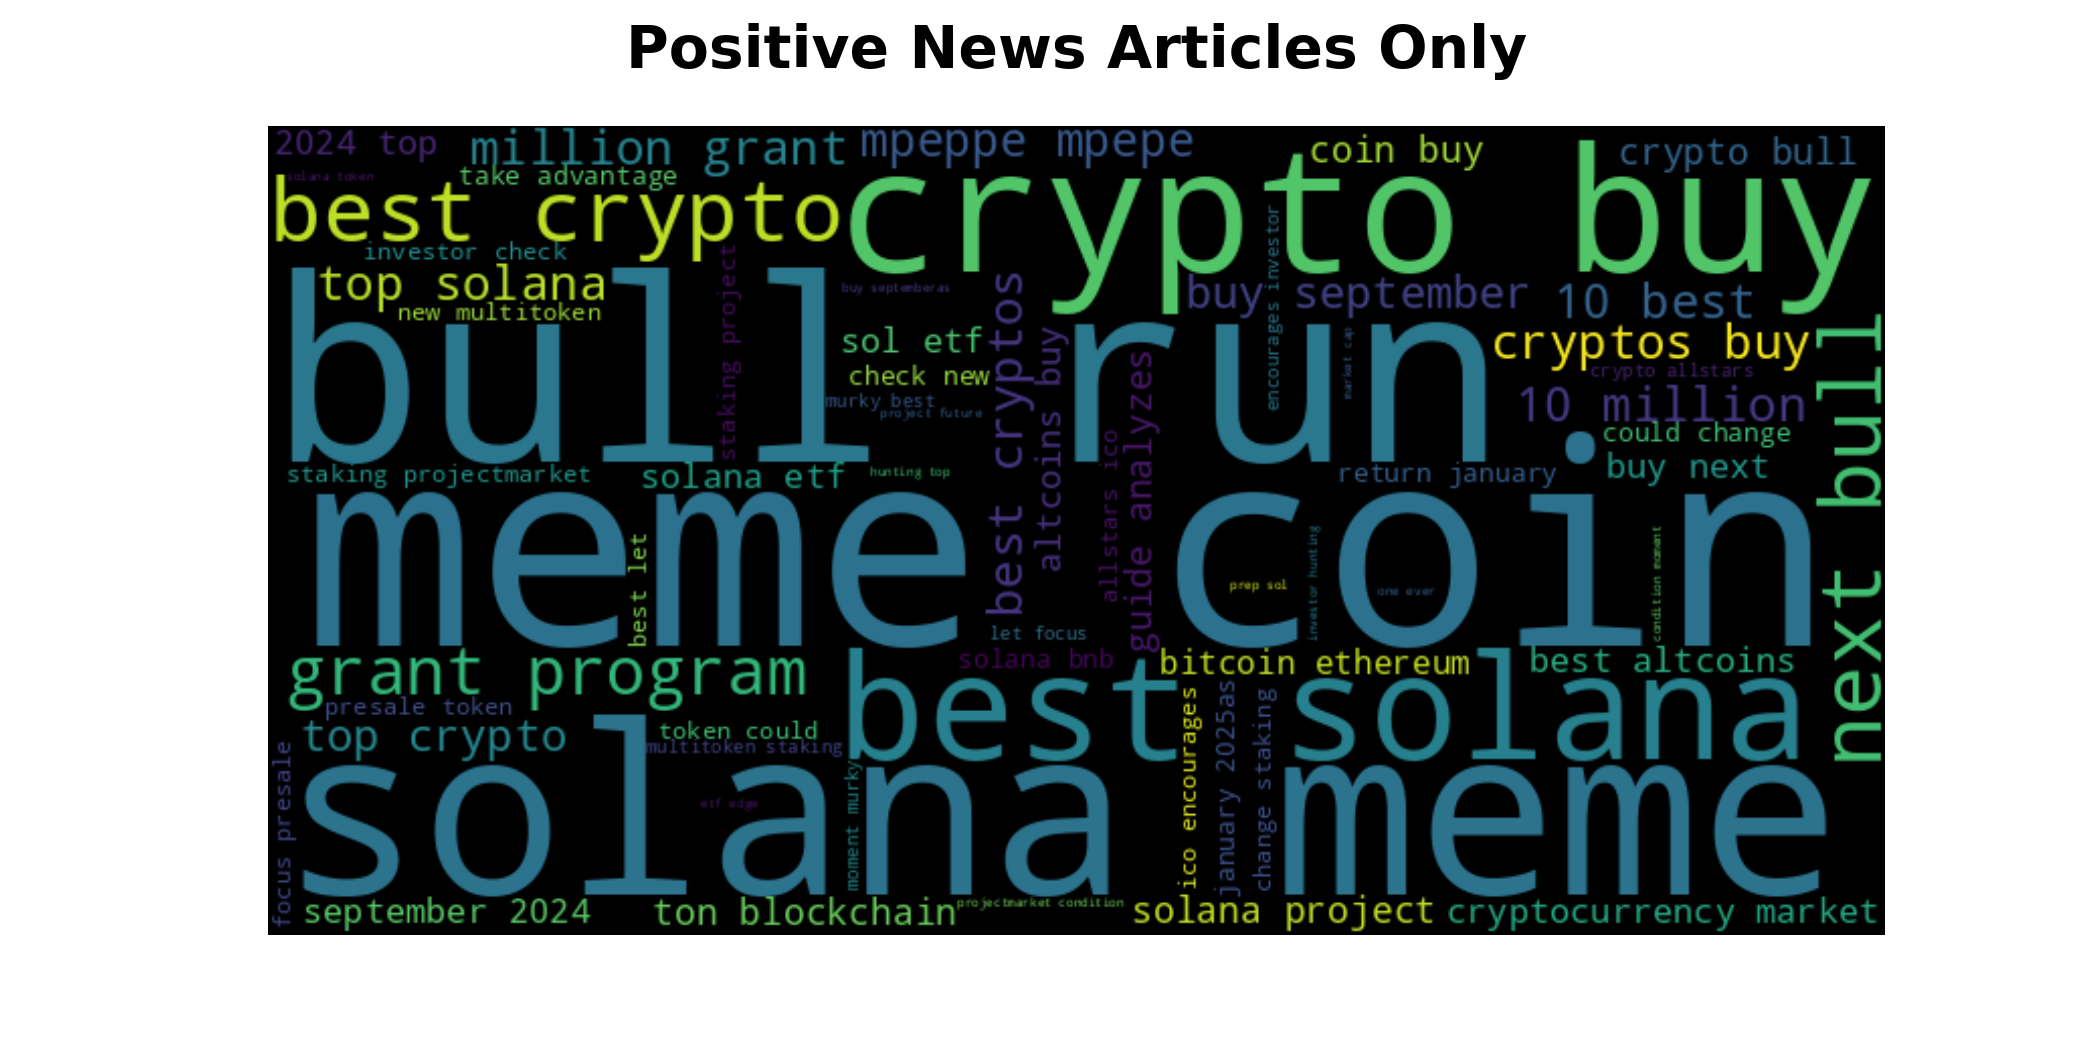 Positive News Articles Only
2024 top
million grant
mpeppe mpepe
coin buy
crypto bull
solana token
take advantage
best crypto
crypto buy
investor check
top solana
new multitoken
bull run.
staking project
buy septemberas
sol etf
check new
murky best
project future
best cryptos
altcoins buy
buy september
encourages investor
market cap
10 best
cryptos buy
crypto allstars
10 million
could change
buy next
next bull
staking projectmarket
solana etf
hunting top
allstars ico
guide analyzes
return january
meme coin
best let
prep sol
investor hunting
one ever
condition moment
let focus
solana bnb
bitcoin ethereum
best altcoins
grant program
presale token
best solana
top crypto
token could
multitoken staking
focus presale
solana meme
etf edge
moment murky
ico encourages
january 2025as
change staking
september 2024
ton blockchain
projectmarket condition
solana project
cryptocurrency market